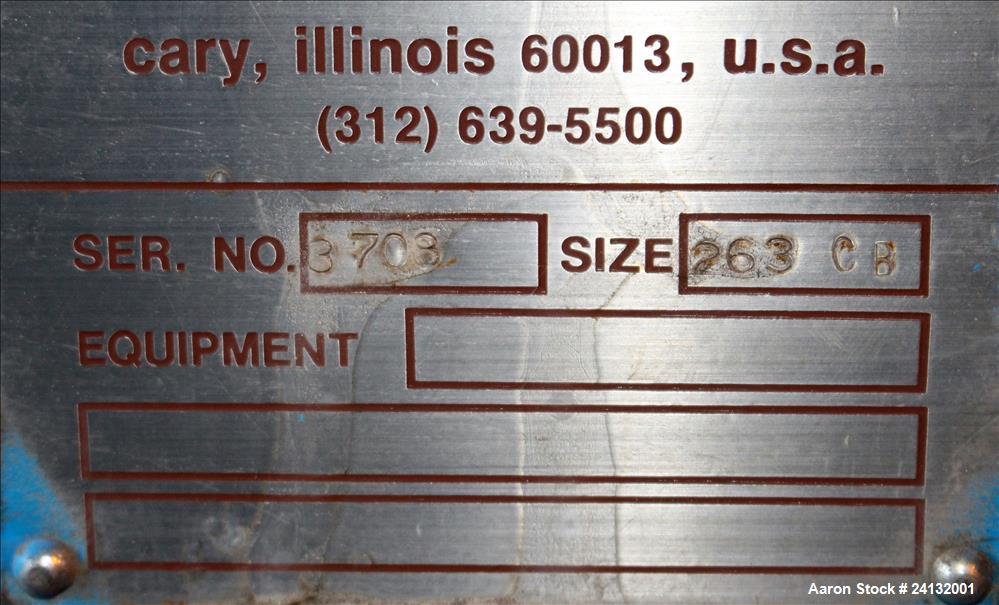 cary, illinois 60013, u.s.a.
(312) 639-5500
SER. NO. 3703 SIZE 263 CB
EQUIPMENT
Aaron Stock # 24132001